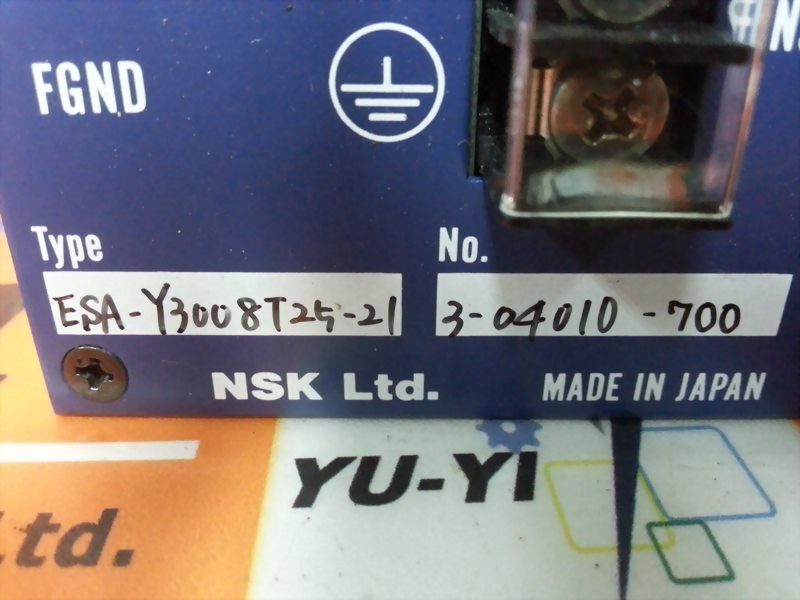 FGND
Type
No.
ESA-Y3008T25-21
3-04010-700
NSK Ltd.
MADE IN JAPAN
YU-YI
Ltd.